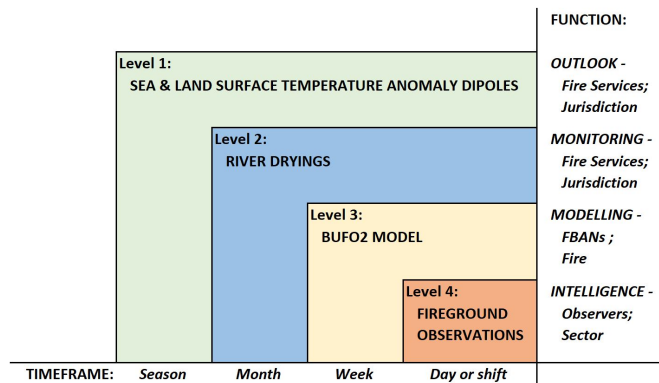 FUNCTION:
Level 1:
SEA & LAND SURFACE TEMPERATURE ANOMALY DIPOLES
OUTLOOK -
Fire Services;
Jurisdiction
Level 2:
RIVER DRYINGS
MONITORING -
Fire Services;
Jurisdiction
Level 3:
BUFO2 MODEL
MODELLING -
FBANs ;
Fire
Level 4:
FIREGROUND
OBSERVATIONS
INTELLIGENCE -
Observers;
Sector
TIMEFRAME: Season Month Week Day or shift